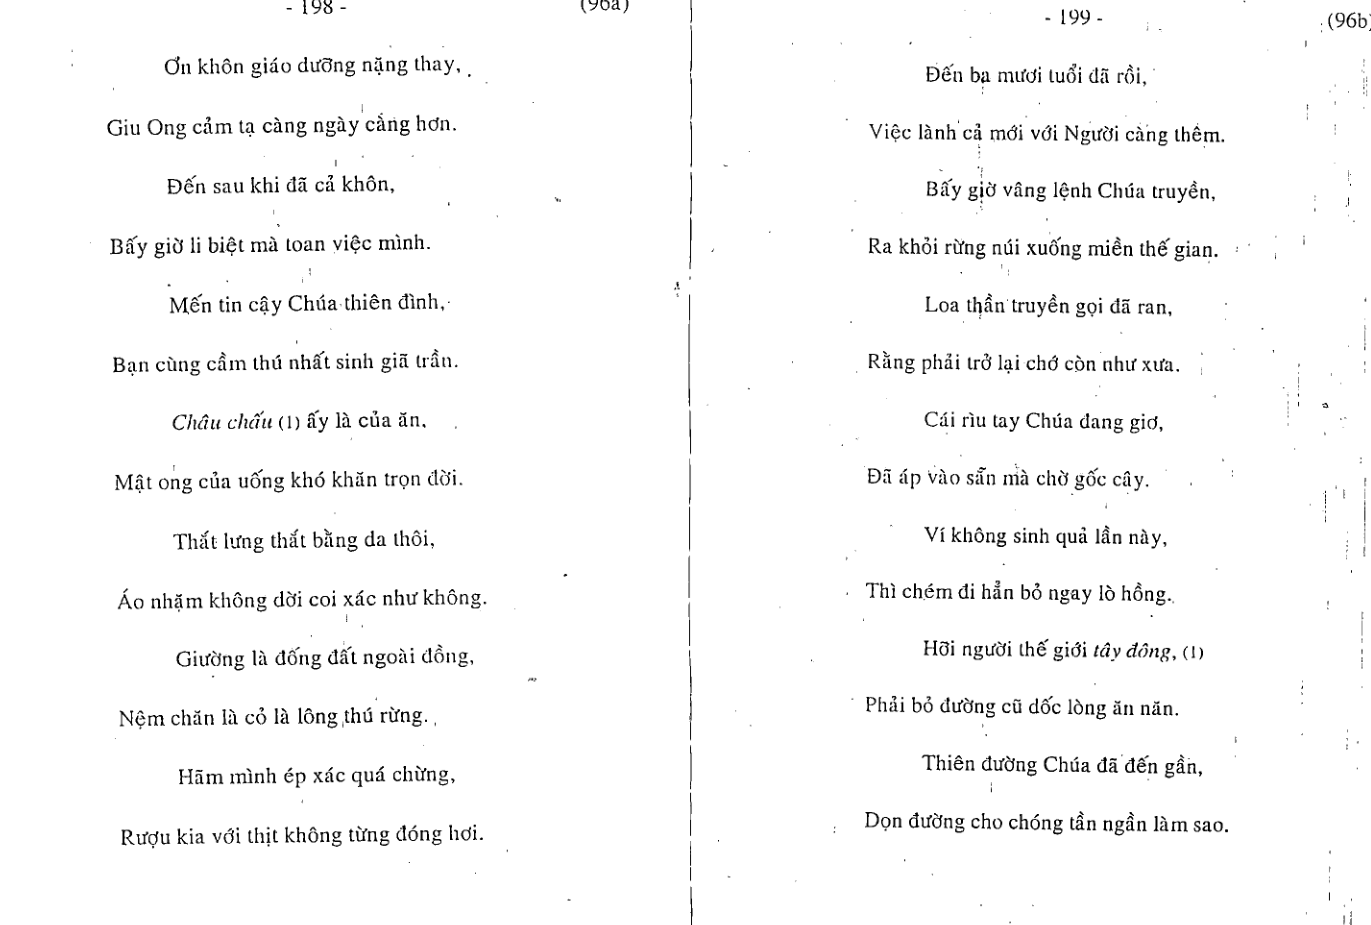 - 198 -
(96a)
Ơn khôn giáo dưỡng nặng thay,
Giu Ong cảm tạ càng ngày càng hơn.
Đến sau khi đã cả khôn,
Bấy giờ li biệt mà toan việc mình.
Mến tin cậy Chúa thiên đình,
Bạn cùng cầm thú nhất sinh giã trần.
Châu chấu (1) ấy là của ăn,
Mật ong của uống khó khăn trọn đời.
Thắt lưng thắt bằng da thôi,
Áo nhặm không dời coi xác như không.
Giường là đống đất ngoài đồng,
Nệm chăn là cỏ là lông thú rừng.
Hãm mình ép xác quá chừng,
Rượu kia với thịt không từng đóng hơi.
- 199 -
(96b)
Đến ba mươi tuổi đã rồi,
Việc lành cả mới với Người càng thêm.
Bấy giờ vâng lệnh Chúa truyền,
Ra khỏi rừng núi xuống miền thế gian.
Loa thần truyền gọi đã ran,
Rằng phải trở lại chớ còn như xưa.
Cái rìu tay Chúa đang giơ,
Đã áp vào sẵn mà chờ gốc cây.
Ví không sinh quả lần này,
Thì chém đi hẳn bỏ ngay lò hồng.
Hỡi người thế giới tây đông, (1)
Phải bỏ đường cũ dốc lòng ăn năn.
Thiên đường Chúa đã đến gần,
Dọn đường cho chóng tần ngần làm sao.